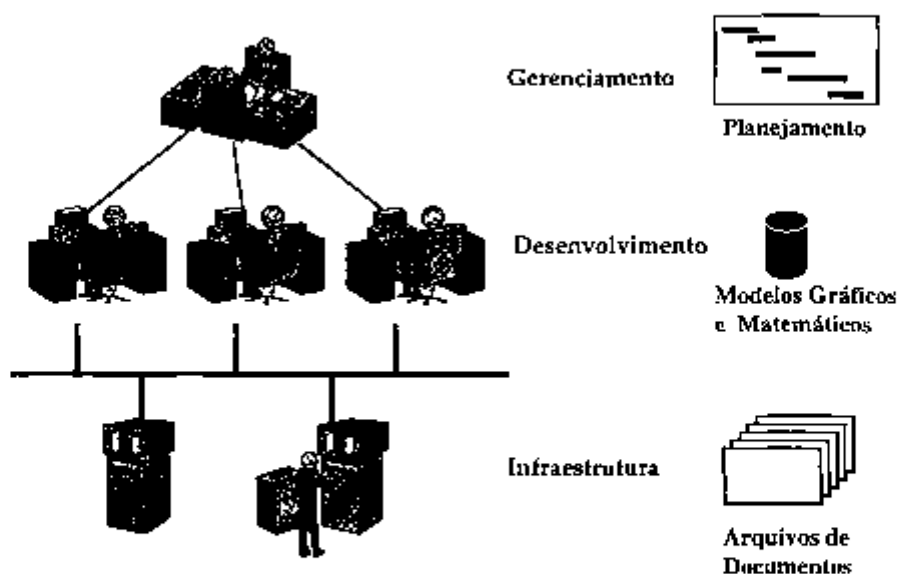 Gerenciamento
Planejamento
Desenvolvimento
Modelos Gráficos
e Matemáticos
Infraestrutura
Arquivos de
Documentos